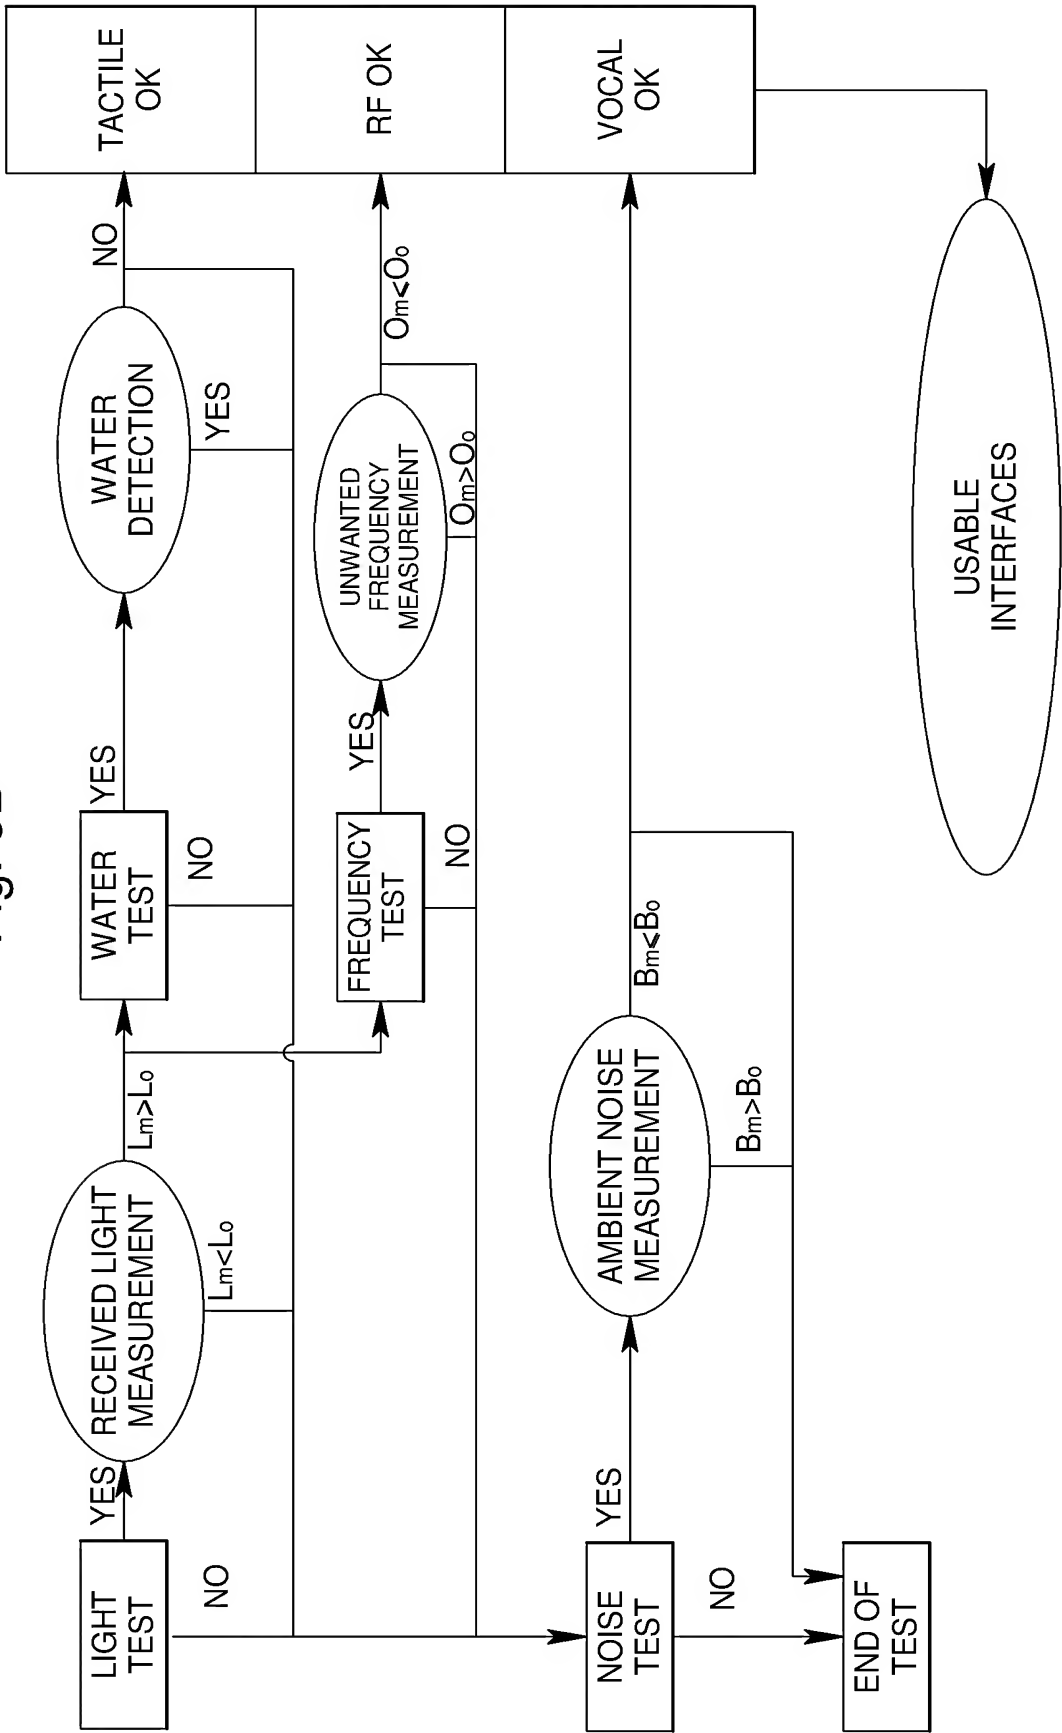 LIGHT
TEST
YES
NO
RECEIVED LIGHT
MEASUREMENT
Lm>Lo
Lm<Lo
WATER
TEST
YES
NO
WATER
DETECTION
NO
YES
TACTILE
OK
FREQUENCY
TEST
YES
NO
UNWANTED
FREQUENCY
MEASUREMENT
Om<Oo
Om>Oo
RF OK
NOISE
TEST
YES
NO
AMBIENT NOISE
MEASUREMENT
Bm<Bo
Bm>Bo
VOCAL
OK
END OF
TEST
USABLE
INTERFACES